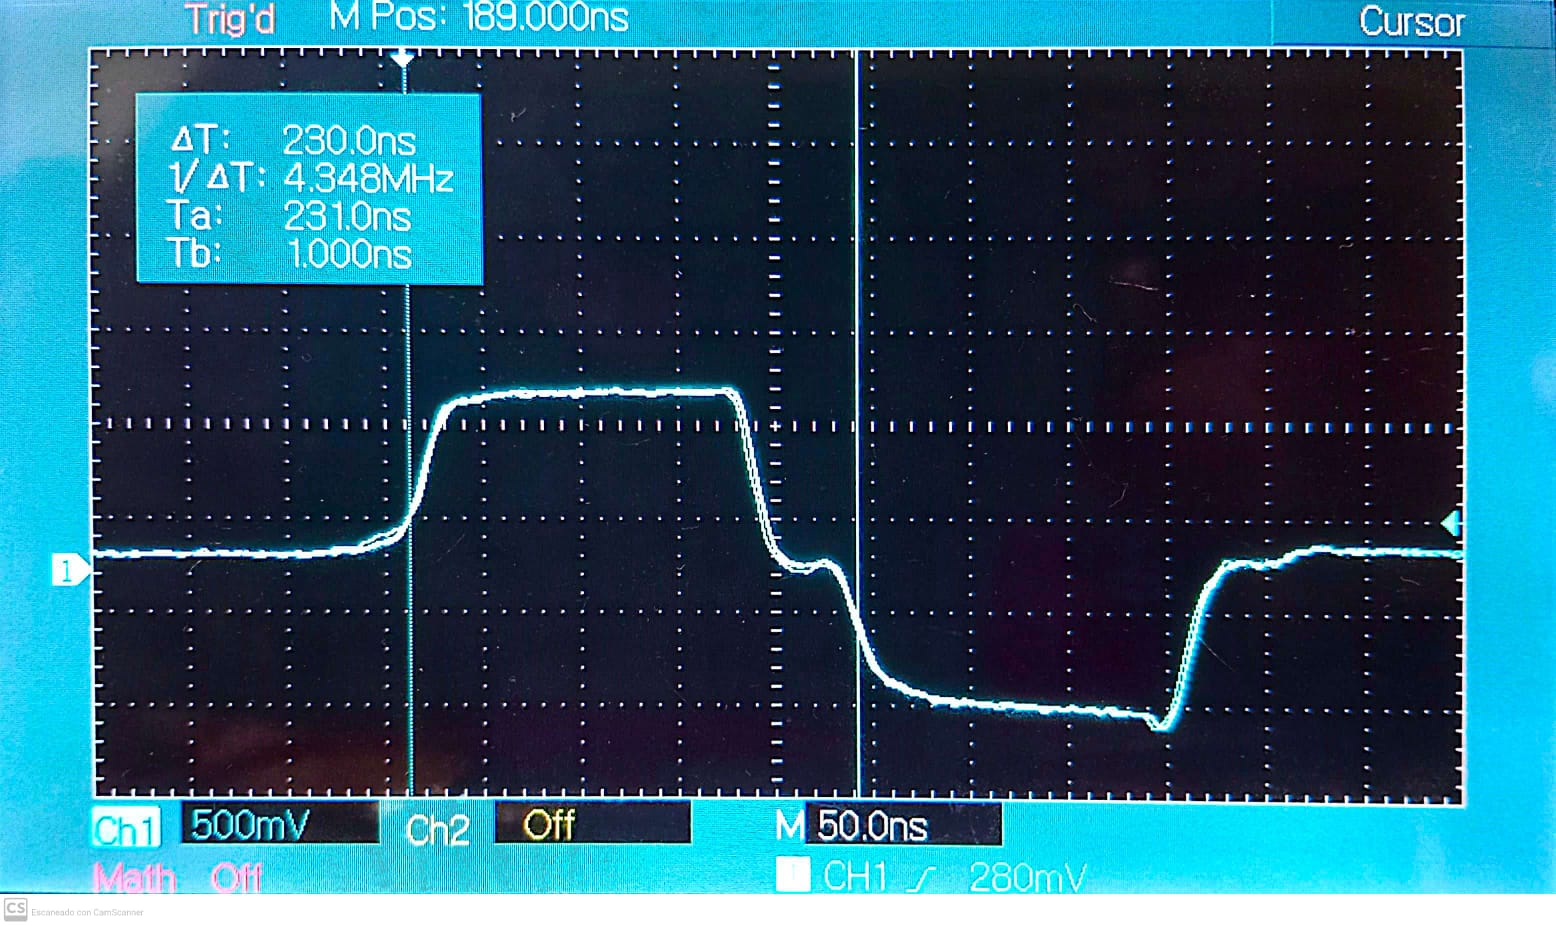 Trig'd M Pos: 189.000ns Cursor
ΔT: 230.0ns
1/ΔT: 4.348MHz
Ta: 231.0ns
Tb: 1.000ns
1
Ch1 500mV Ch2 Off M 50.0ns
Math Off CH1 280mV
CS Escaneado con CamScanner